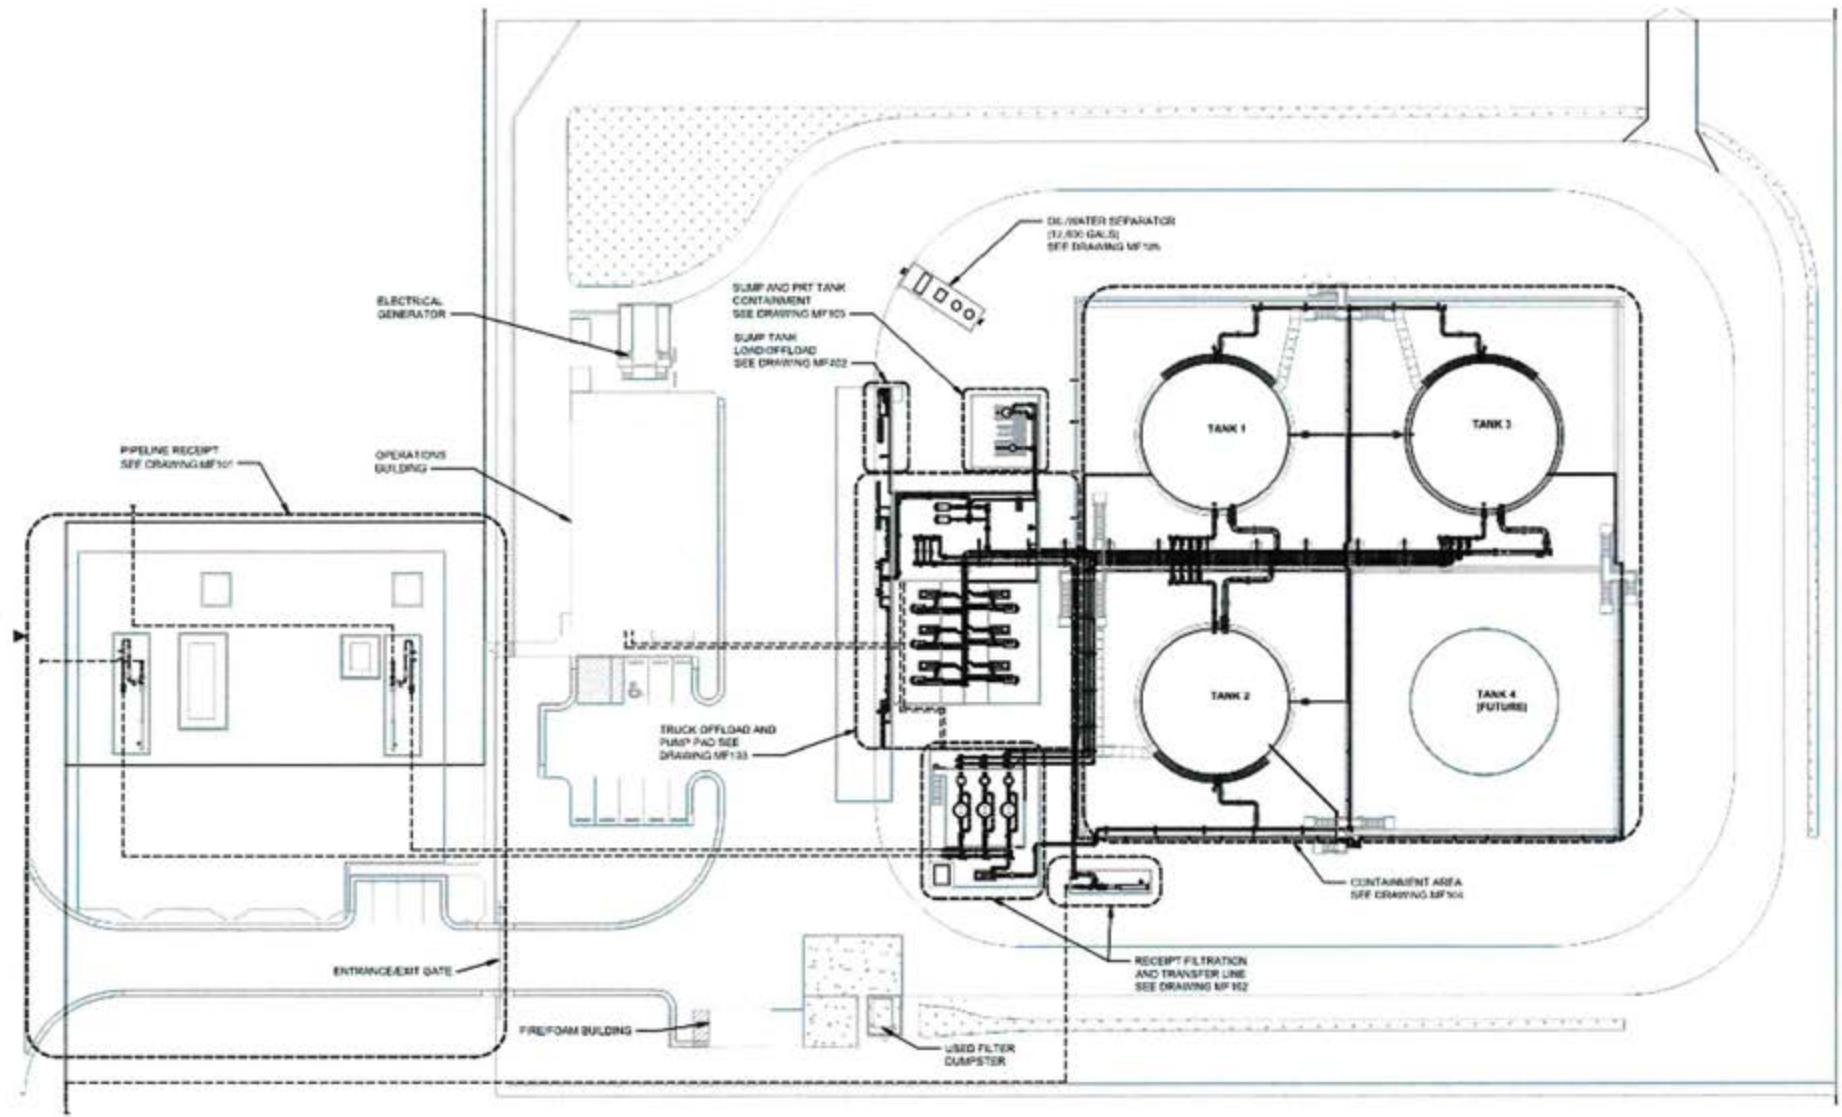 OIL/WATER SEPARATOR
(12,000 GALS)
SEE DRAWING MF105
SUMP AND PRT TANK
CONTAINMENT
SEE DRAWING MF103
ELECTRICAL
GENERATOR
SUMP TANK
LOAD/OFFLOAD
SEE DRAWING MF202
TANK 1
TANK 3
PIPELINE RECEIPT
SEE DRAWING MF101
OPERATIONS
BUILDING
TANK 2
TANK 4
(FUTURE)
TRUCK OFFLOAD AND
PUMP PAD SEE
DRAWING MF103
CONTAINMENT AREA
SEE DRAWING MF104
RECEIPT FILTRATION
AND TRANSFER LINE
SEE DRAWING MF102
ENTRANCE/EXIT GATE
FIRE/FOAM BUILDING
USED FILTER
DUMPSTER